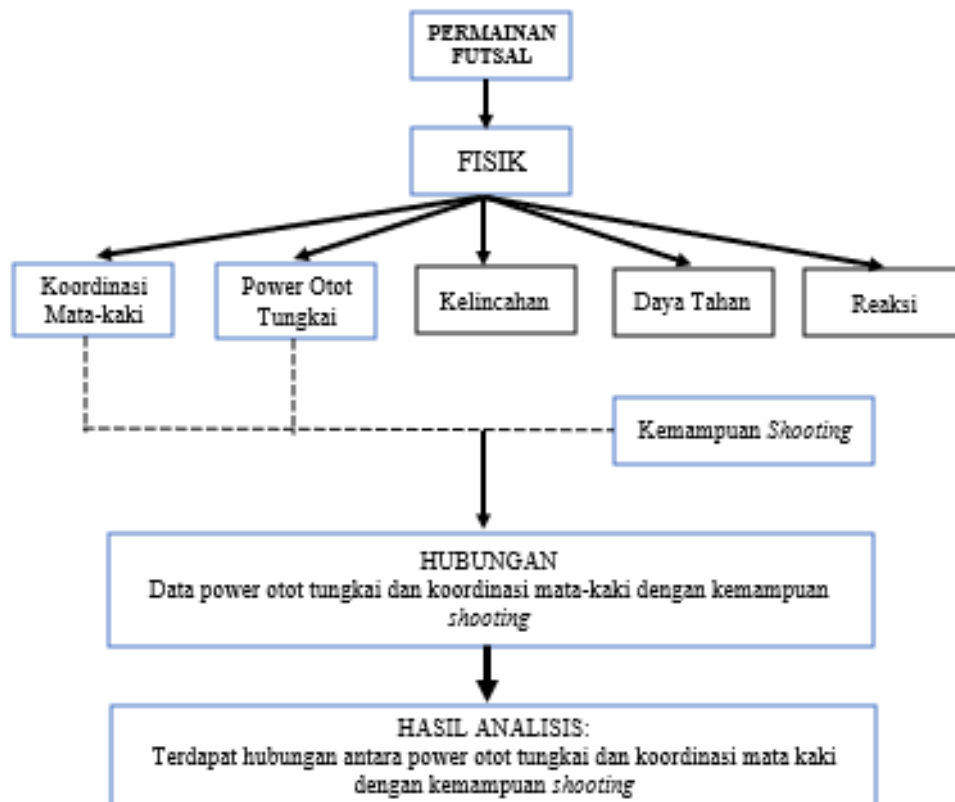 PERMAINAN
FUTSAL
FISIK
Koordinasi
Mata-kaki
Power Otot
Tungkai
Kelincahan
Daya Tahan
Reaksi
Kemampuan Shooting
HUBUNGAN
Data power otot tungkai dan koordinasi mata-kaki dengan kemampuan
shooting
HASIL ANALISIS:
Terdapat hubungan antara power otot tungkai dan koordinasi mata kaki
dengan kemampuan shooting